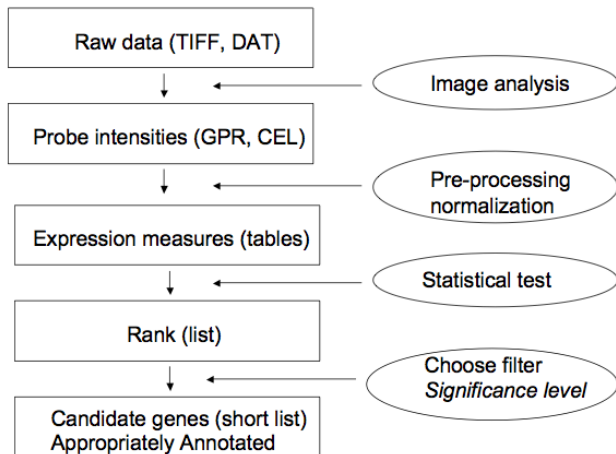 Raw data (TIFF, DAT)
Image analysis
Probe intensities (GPR, CEL)
Pre-processing
normalization
Expression measures (tables)
Statistical test
Rank (list)
Choose filter
Significance level
Candidate genes (short list)
Appropriately Annotated